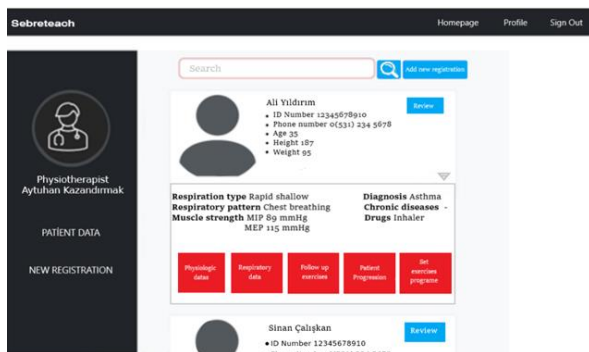 Sebreteach
Homepage Profile Sign Out
Search
Add new registration
Physiotherapist
Aytuhan Kazandırmak
PATİENT DATA
NEW REGISTRATION
Ali Yıldırım
Review
• ID Number 12345678910
• Phone number 0(531) 234 5678
• Age 35
• Height 187
• Weight 95
Respiration type Rapid shallow
Respiratory pattern Chest breathing
Muscle strength MIP 89 mmHg
MEP 115 mmHg
Diagnosis Asthma
Chronic diseases -
Drugs Inhaler
Physiologic
datas
Respiratory
data
Follow up
exercises
Patient
Progression
Set
exercises
programe
Sinan Çalışkan
Review
• ID Number 12345678910